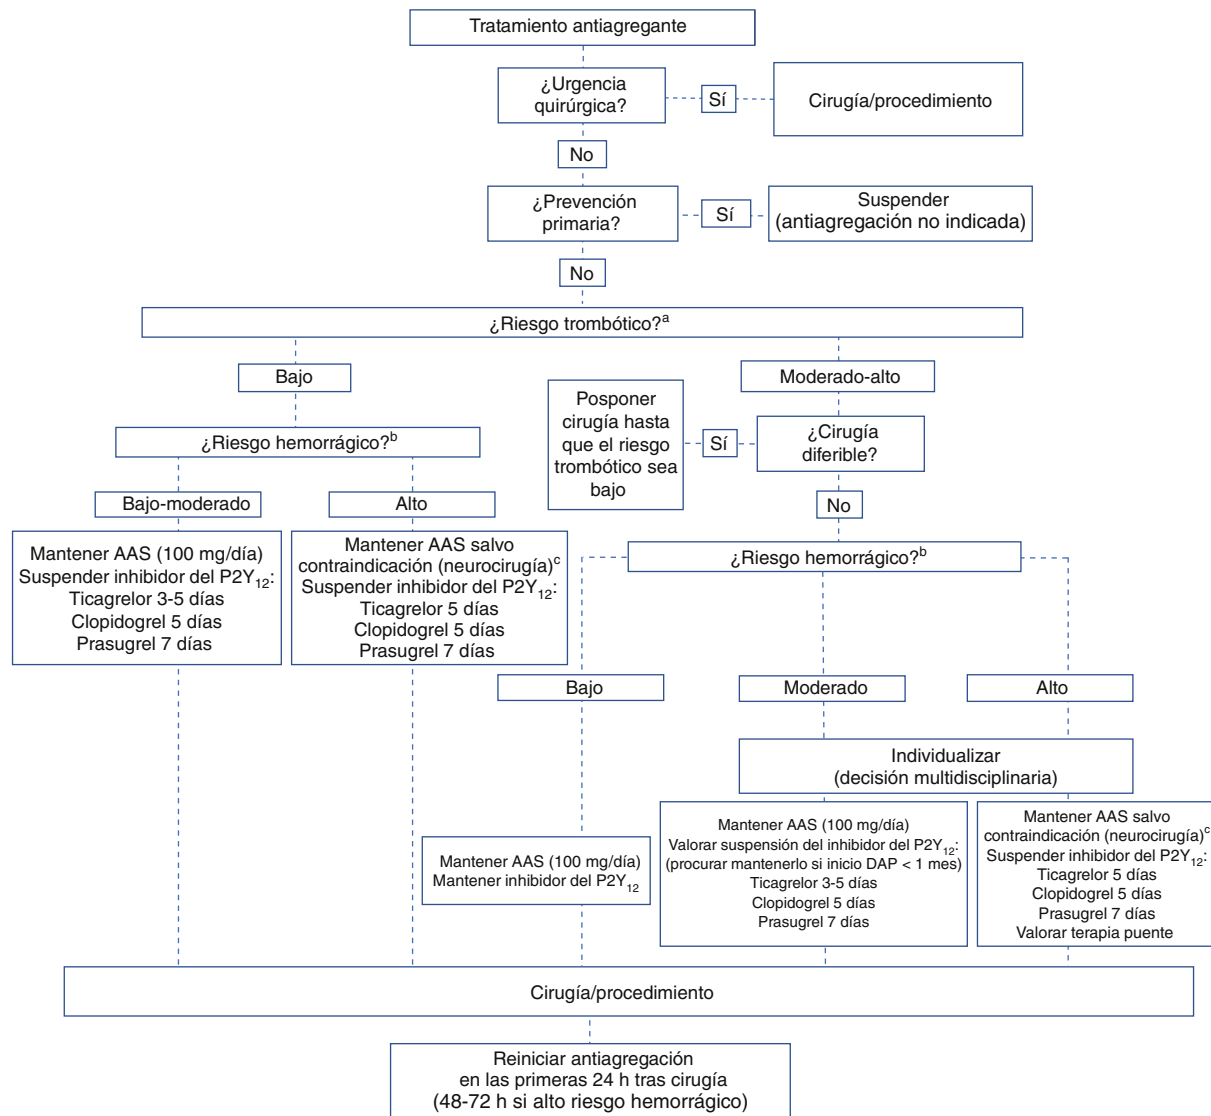 Tratamiento antiagregante
¿Urgencia
quirúrgica?
Sí
Cirugía/procedimiento
No
¿Prevención
primaria?
Sí
Suspender
(antiagregación no indicada)
No
¿Riesgo trombótico?a
Bajo
Moderado-alto
Posponer
cirugía hasta
que el riesgo
trombótico sea
bajo
Sí
¿Cirugía
diferible?
¿Riesgo hemorrágico?b
Bajo-moderado
Alto
No
Mantener AAS (100 mg/día)
Suspender inhibidor del P2Y12:
Ticagrelor 3-5 días
Clopidogrel 5 días
Prasugrel 7 días
Mantener AAS salvo
contraindicación (neurocirugía)c
Suspender inhibidor del P2Y12:
Ticagrelor 5 días
Clopidogrel 5 días
Prasugrel 7 días
¿Riesgo hemorrágico?b
Bajo
Moderado
Alto
Individualizar
(decisión multidisciplinaria)
Mantener AAS (100 mg/día)
Mantener inhibidor del P2Y12
Mantener AAS (100 mg/día)
Valorar suspensión del inhibidor del P2Y12:
(procurar mantenerlo si inicio DAP < 1 mes)
Ticagrelor 3-5 días
Clopidogrel 5 días
Prasugrel 7 días
Mantener AAS salvo
contraindicación (neurocirugía)c
Suspender inhibidor del P2Y12:
Ticagrelor 5 días
Clopidogrel 5 días
Prasugrel 7 días
Valorar terapia puente
Cirugía/procedimiento
Reiniciar antiagregación
en las primeras 24 h tras cirugía
(48-72 h si alto riesgo hemorrágico)